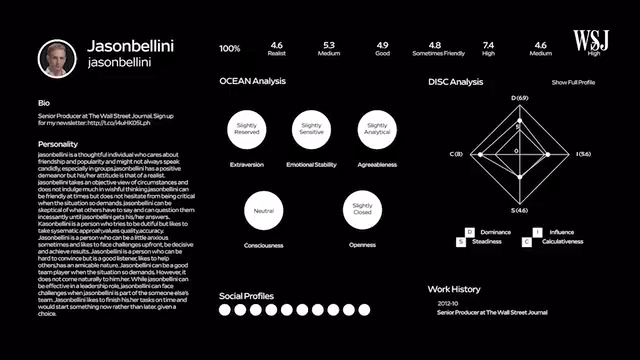 Jasonbellini
jasonbellini
100%
4.6
Realist
5.3
Medium
4.9
Good
4.8
Sometimes Friendly
7.4
High
4.6
Medium
High
WSJ
Bio
Senior Producer at The Wall Street Journal. Sign up
for my newsletter: http://t.co/i4uHK05Lph
Personality
jasonbellini is a thoughtful individual who cares about
friendship and popularity and might not always speak
candidly, especially in groups.jasonbellini has a positive
demeanor but his/her attitude is that of a realist.
jasonbellini takes an objective view of circumstances and
does not indulge much in wishful thinking.jasonbellini can
be friendly at times but does not hesitate from being critical
when the situation so demands. jasonbellini can be
skeptical of others have to say and can question them
incessantly until jasonbellini gets his/her answers.
Jasonbellini is a person who tries to be dutiful but likes to
take systematic approach,values quality,accuracy.
Jasonbellini is a person who can be a little anxious
sometimes and likes to face challenges upfront, be decisive
and achieve results. Jasonbellini is a person who can be
hard to convince but is a good listener, likes to help
others,has an amicable nature. Jasonbellini can be a good
team player when the situation so demands. However, it
does not come naturally to him.her. While jasonbellini can
be effective in a leadership role, jasonbellini can face
challenges when jasonbellini is part of the someone else's
team. Jasonbellini likes to finish his.her tasks on time and
would start something now rather than later, given a
choice.
OCEAN Analysis
Slightly
Reserved
Slightly
Sensitive
Slightly
Analytical
Extraversion
Emotional Stability
Agreeableness
Neutral
Slightly
Closed
Consciousness
Openness
Social Profiles
DISC Analysis
Show Full Profile
D (6.9)
5
0
C (8)
I (5.6)
S (4.6)
D Dominance
I Influence
S Steadiness
C Calculativeness
Work History
2012-10
Senior Producer at The Wall Street Journal